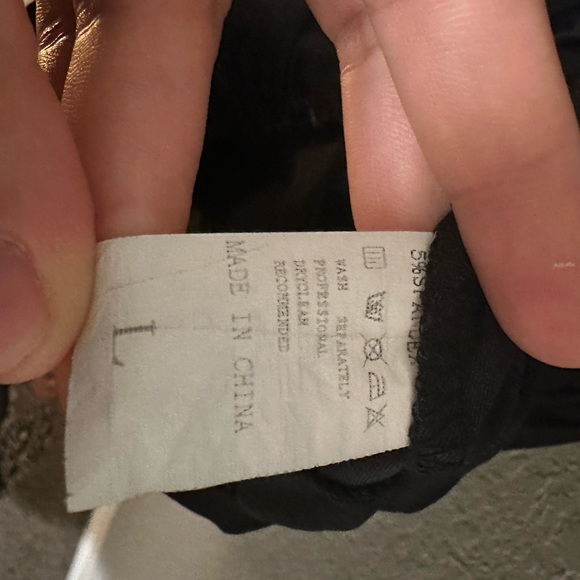 WASH SEPARATELY
PROFESSIONAL
DRYCLEAN
RECOMMENDED
MADE IN CHINA
L